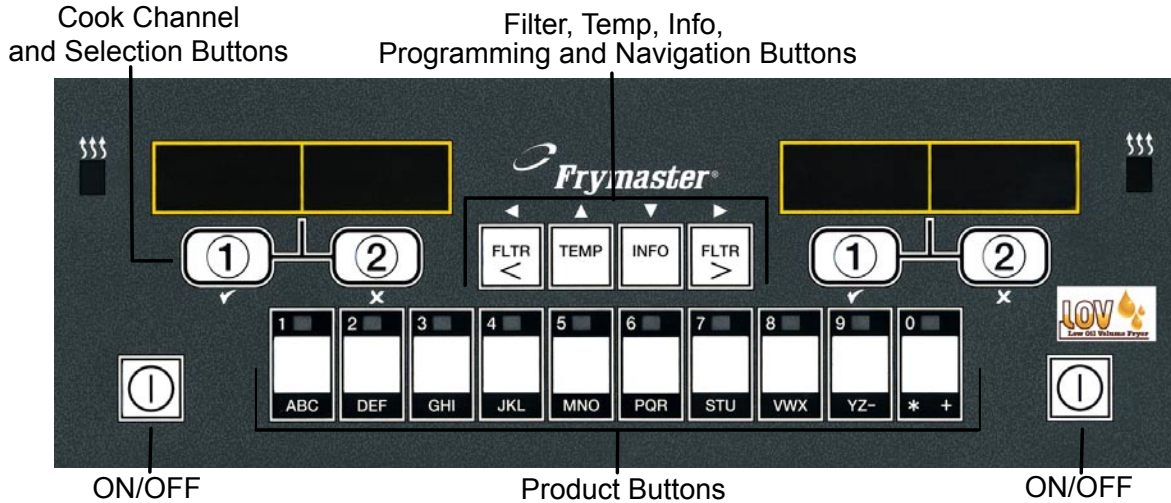 Cook Channel
and Selection Buttons
Filter, Temp, Info,
Programming and Navigation Buttons
Frymaster®
1 2
FLTR < TEMP INFO FLTR >
1 2
LOV
Low Oil Volume Fryer
1 2 3 4 5 6 7 8 9 0
ABC DEF GHI JKL MNO PQR STU VWX YZ- * +
ON/OFF
Product Buttons
ON/OFF